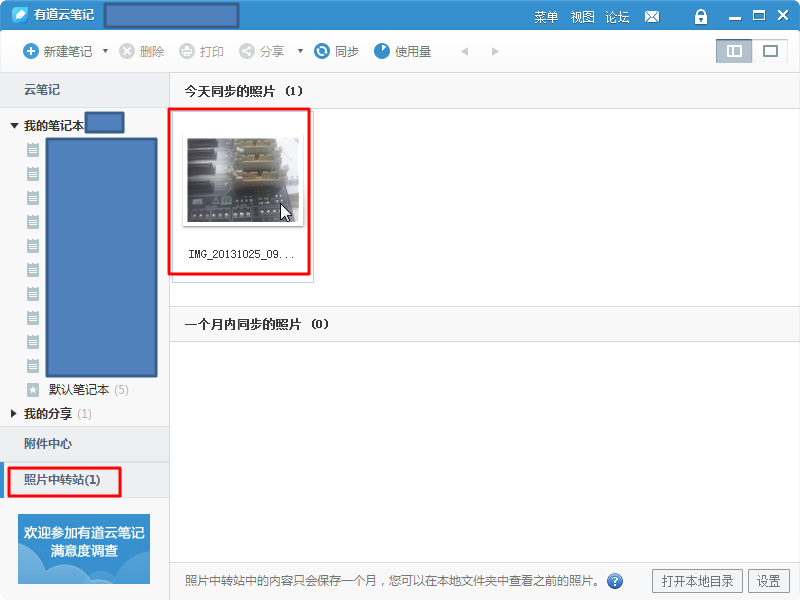 有道云笔记
菜单 视图 论坛
新建笔记 删除 打印 分享 同步 使用量
云笔记
我的笔记本
默认笔记本 (5)
我的分享 (1)
附件中心
照片中转站(1)
欢迎参加有道云笔记
满意度调查
今天同步的照片 (1)
IMG_20131025_09...
一个月内同步的照片 (0)
照片中转站中的内容只会保存一个月，您可以在本地文件夹中查看之前的照片。 ?
打开本地目录 设置